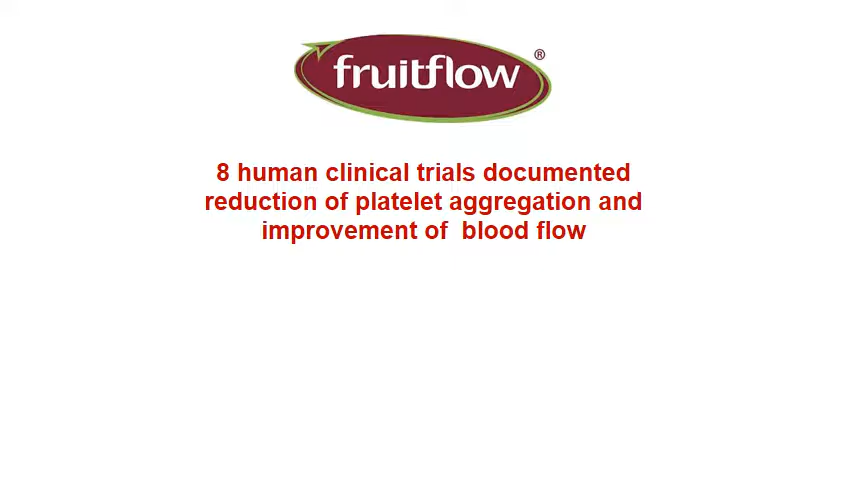 fruitflow®
8 human clinical trials documented
reduction of platelet aggregation and
improvement of  blood flow